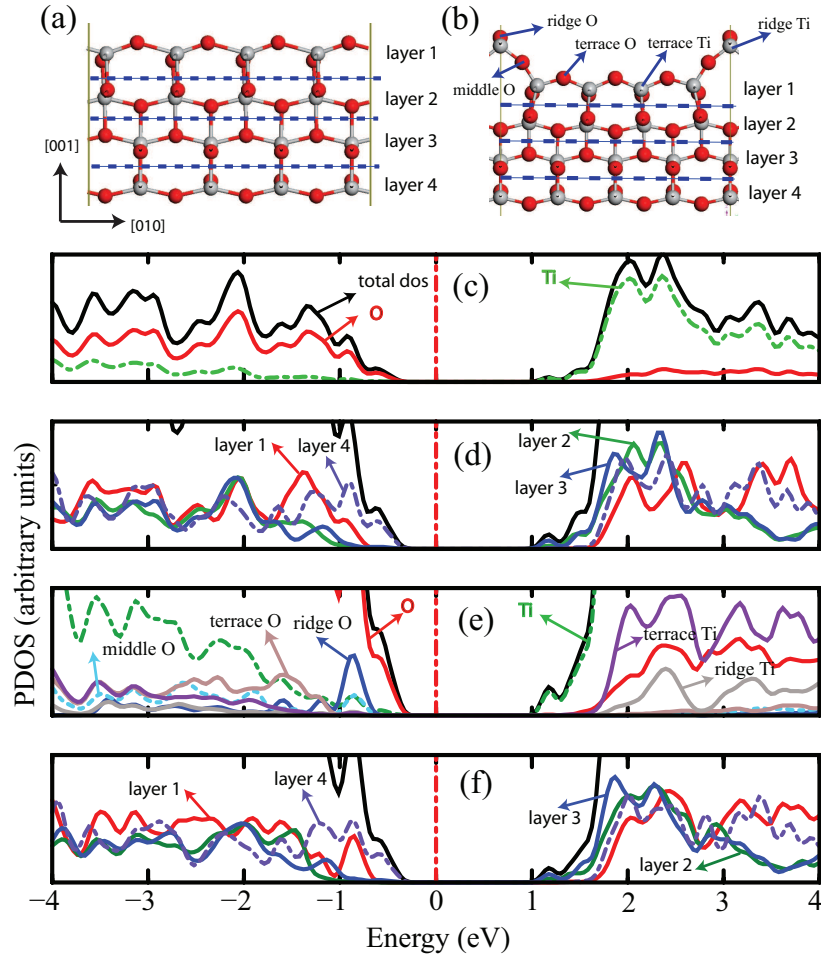 (a)
layer 1
layer 2
layer 3
layer 4
[001]
[010]
(b)
ridge O
terrace O
terrace Ti
ridge Ti
middle O
layer 1
layer 2
layer 3
layer 4
PDOS (arbitrary units)
total dos
O
(c)
Ti
layer 1
layer 4
(d)
layer 2
layer 3
middle O
terrace O
ridge O
O
(e)
Ti
terrace Ti
ridge Ti
layer 1
layer 4
(f)
layer 3
layer 2
−4 −3 −2 −1 0 1 2 3 4
Energy (eV)